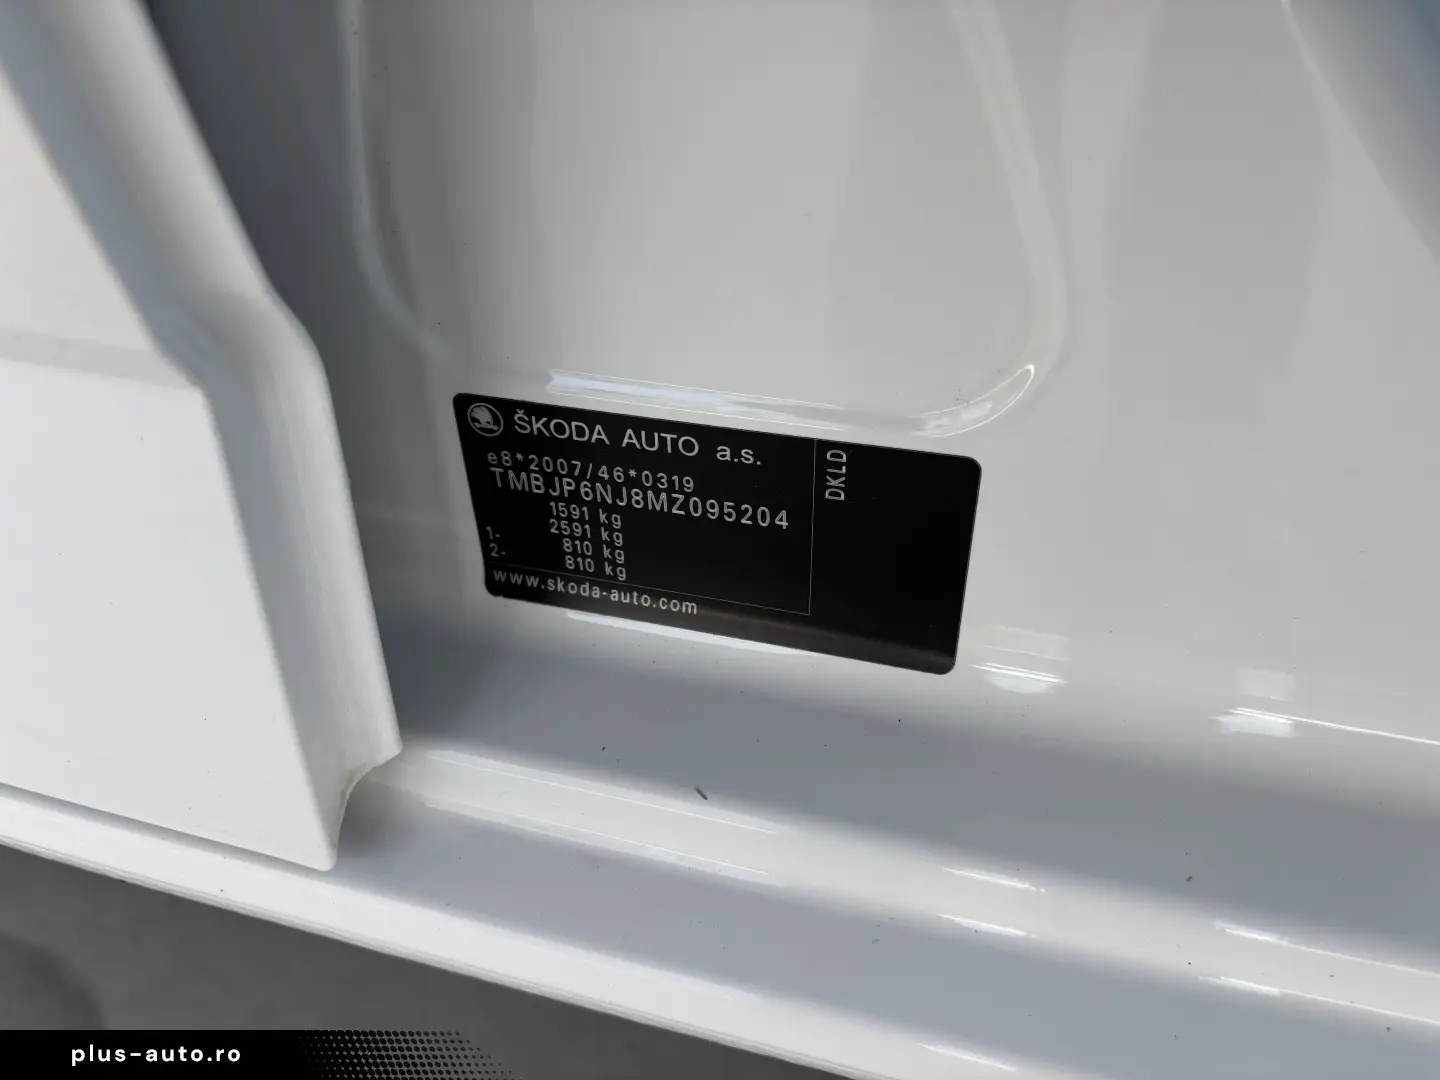 ŠKODA AUTO a.s.
e8*2007/46*0319
TMBJP6NJ8MZ095204
1591 kg
2591 kg
1- 810 kg
2- 810 kg
www.skoda-auto.com
DKLD
plus-auto.ro